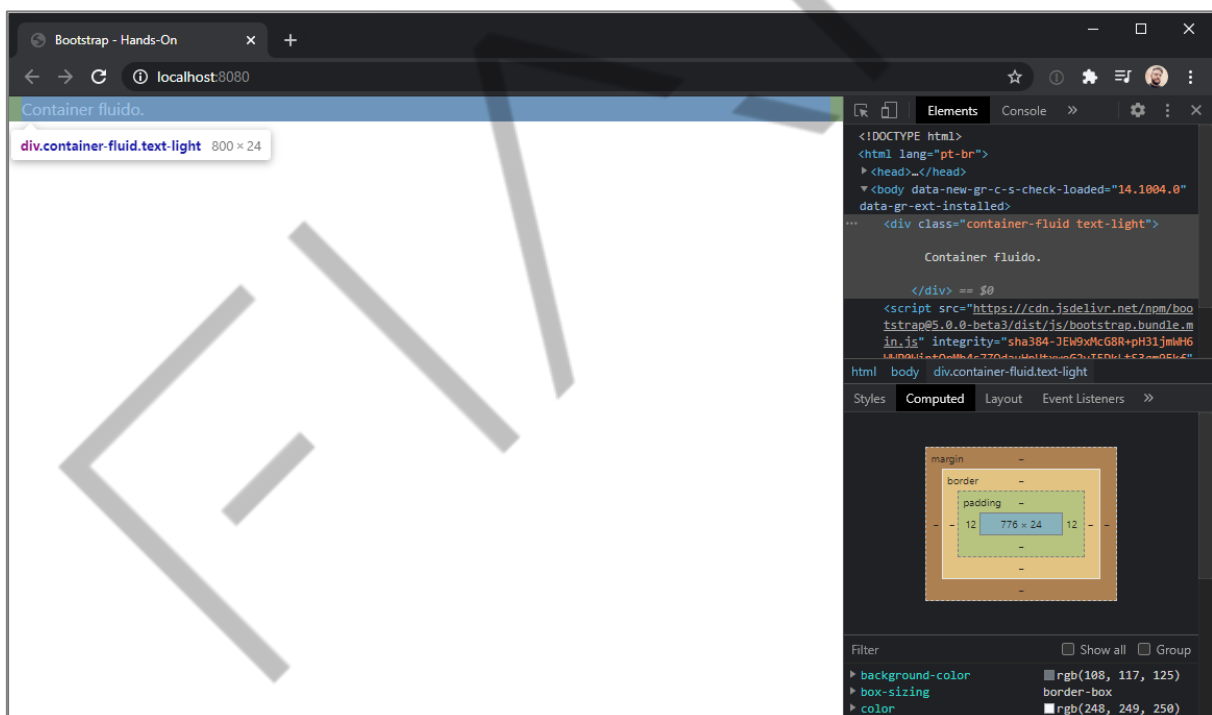 Bootstrap - Hands-On
localhost:8080
Container fluido.
div.container-fluid.text-light 800 × 24
Elements Console »
<!DOCTYPE html>
<html lang="pt-br">
<head>…</head>
<body data-new-gr-c-s-check-loaded="14.1004.0"
data-gr-ext-installed>
… <div class="container-fluid text-light">
Container fluido.
</div> == $0
<script src="https://cdn.jsdelivr.net/npm/boo
tstrap@5.0.0-beta3/dist/js/bootstrap.bundle.m
in.js" integrity="sha384-JEW9xMcG8R+pH31jmWH6
html body div.container-fluid.text-light
Styles Computed Layout Event Listeners »
margin -
border -
padding -
- - 12 776 × 24 12 - -
-
-
-
Filter Show all Group
background-color rgb(108, 117, 125)
box-sizing border-box
color rgb(248, 249, 250)